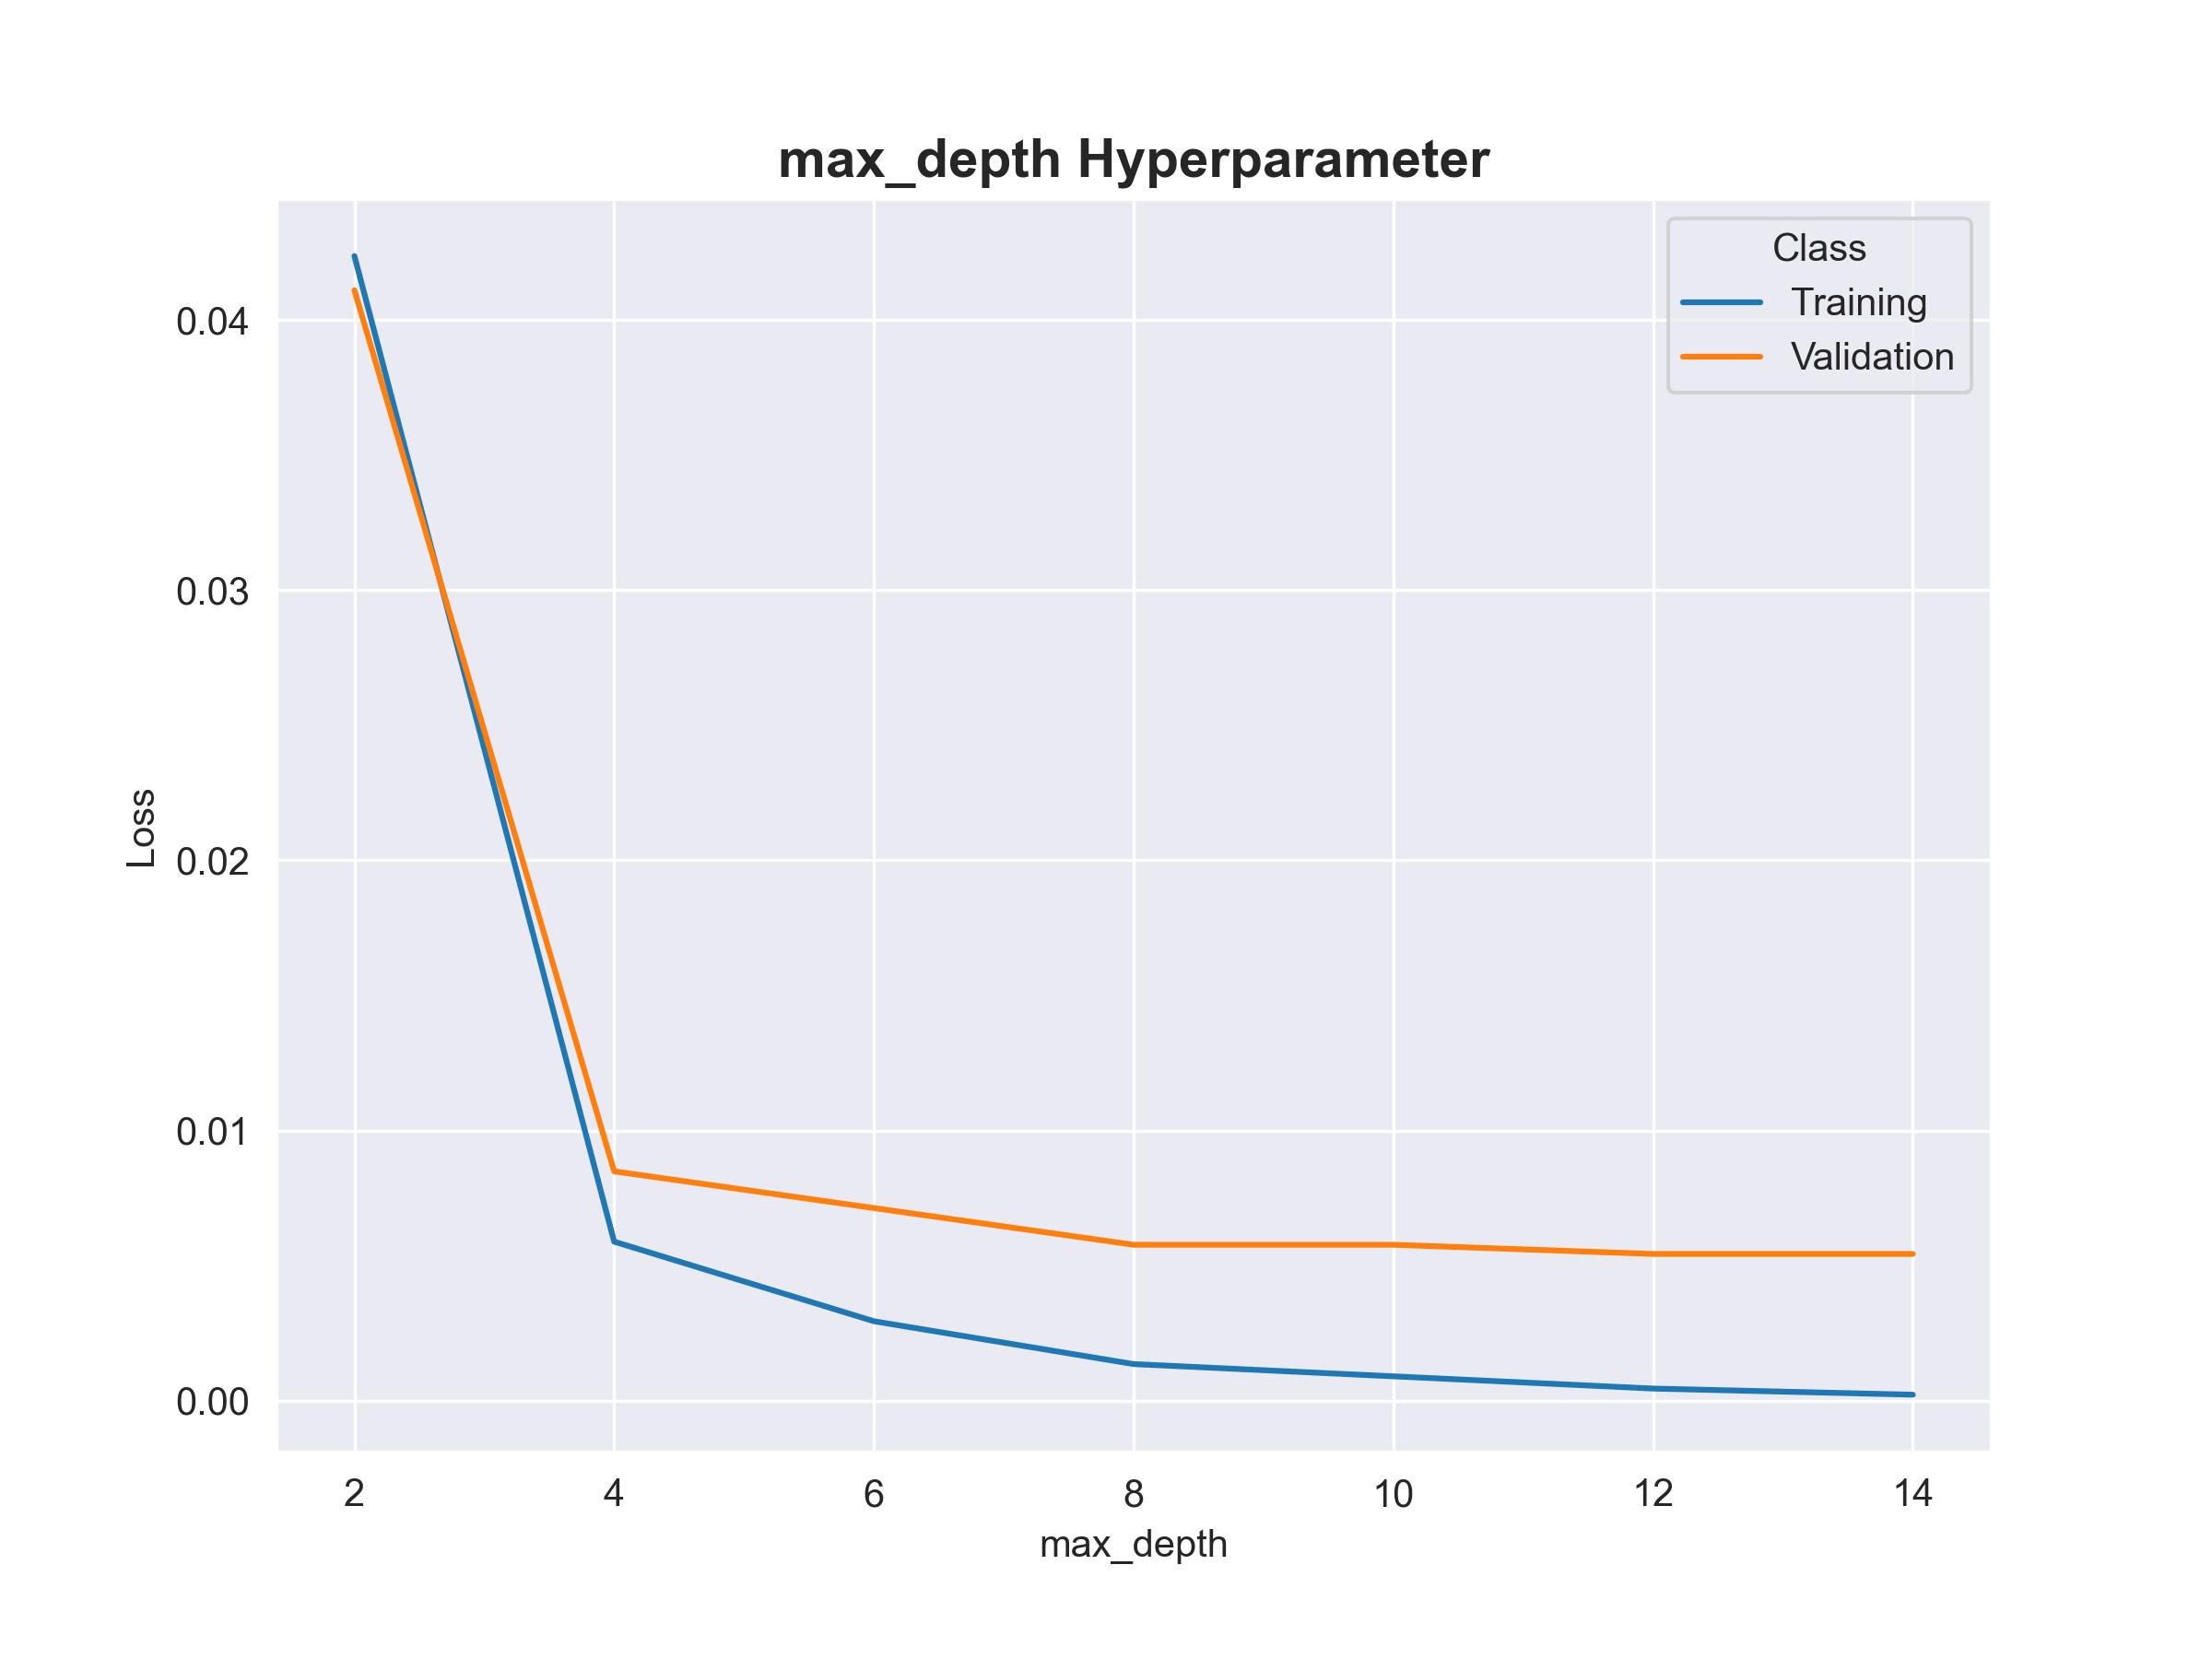 max_depth Hyperparameter
Class
Training
Validation
0.04
0.03
0.02
0.01
0.00
Loss
2 4 6 8 10 12 14
max_depth